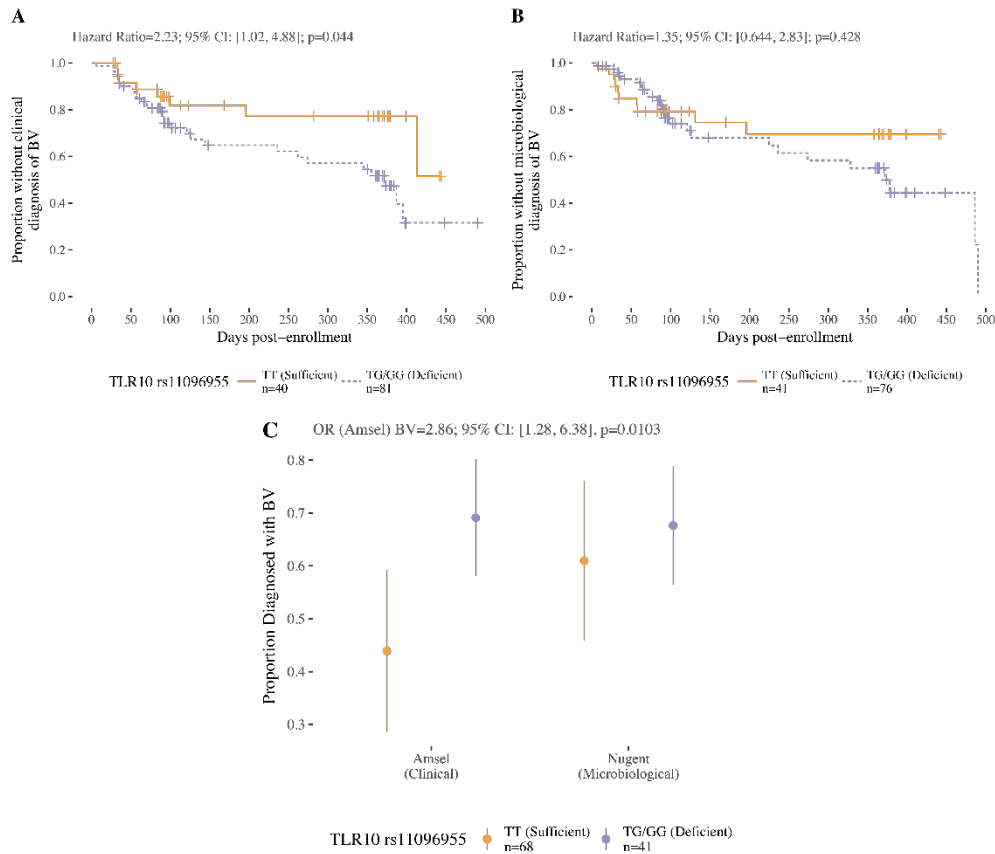 A
Hazard Ratio=2.23; 95% CI: [1.02, 4.88]; p=0.044
Proportion without clinical
diagnosis of BV
1.0
0.8
0.6
0.4
0.2
0.0
0 50 100 150 200 250 300 350 400 450 500
Days post-enrollment
TLR10 rs11096955 TT (Sufficient) n=40 TG/GG (Deficient) n=81
B
Hazard Ratio=1.35; 95% CI: [0.644, 2.83]; p=0.428
Proportion without microbiological
diagnosis of BV
1.0
0.8
0.6
0.4
0.2
0.0
0 50 100 150 200 250 300 350 400 450 500
Days post-enrollment
TLR10 rs11096955 TT (Sufficient) n=41 TG/GG (Deficient) n=76
C
OR (Amsel) BV=2.86; 95% CI: [1.28, 6.38], p=0.0103
Proportion Diagnosed with BV
0.8
0.7
0.6
0.5
0.4
0.3
Amsel
(Clinical)
Nugent
(Microbiological)
TLR10 rs11096955 TT (Sufficient) n=68 TG/GG (Deficient) n=41